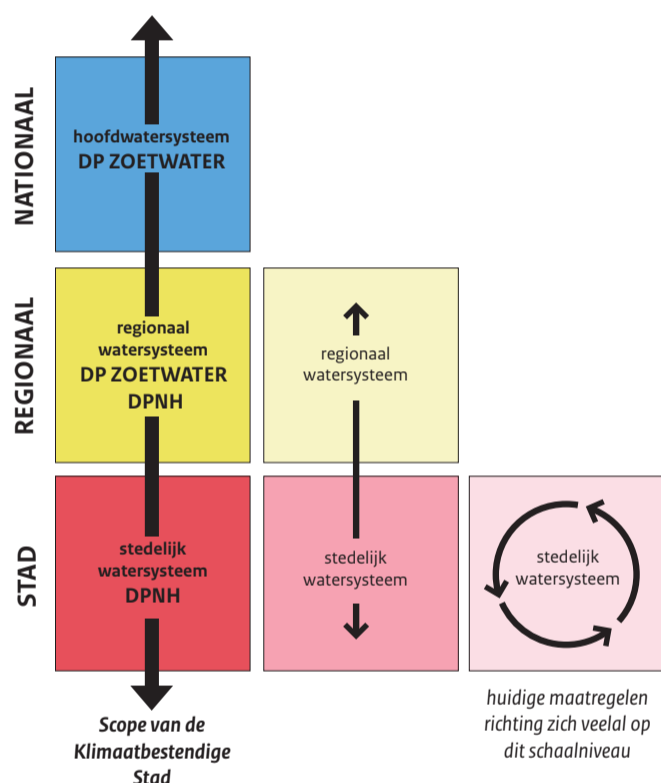 NATIONAAL
hoofdwatersysteem
DP ZOETWATER
REGIONAAL
regionaal
watersysteem
DP ZOETWATER
DPNH
regionaal
watersysteem
STAD
stedelijk
watersysteem
DPNH
stedelijk
watersysteem
stedelijk
watersysteem
Scope van de
Klimaatbestendige
Stad
huidige maatregelen
richting zich veelal op
dit schaalniveau